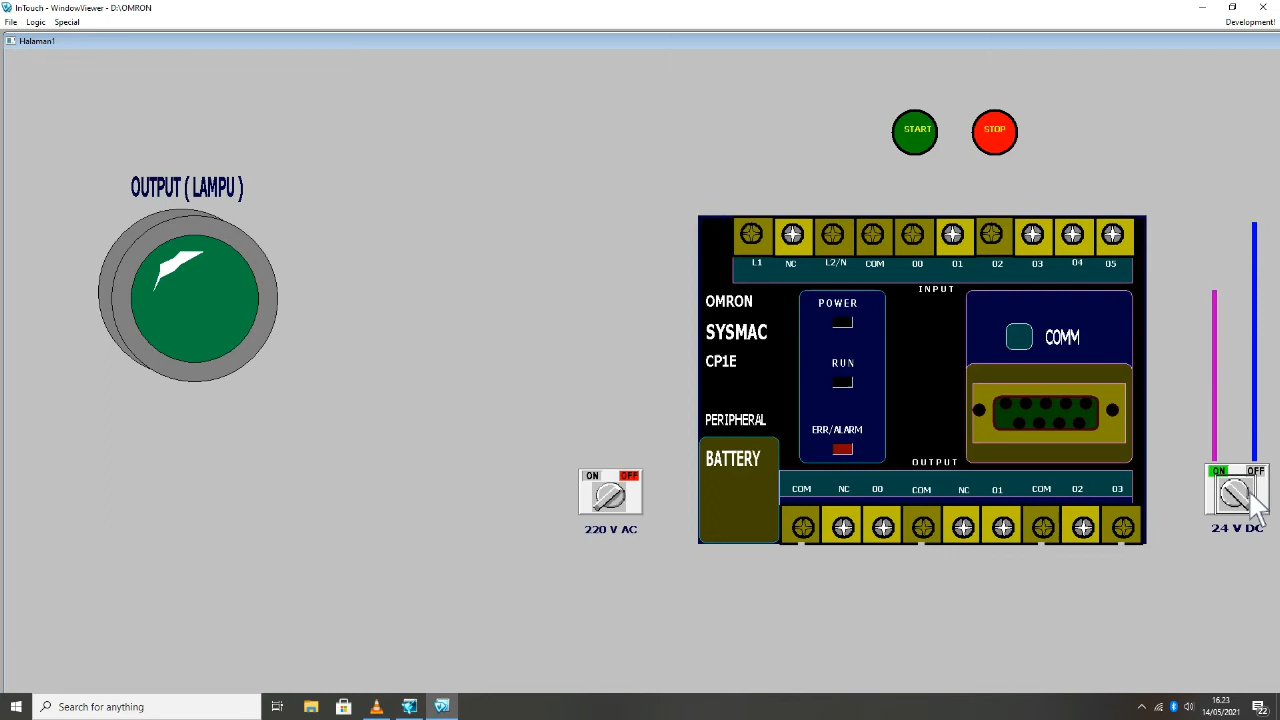 InTouch - WindowViewer - D:\OMRON
File Logic Special
Development!
Halaman1
START STOP
OUTPUT ( LAMPU )
L1 NC L2/N COM 00 01 02 03 04 05
INPUT
OMRON
SYSMAC
CP1E
PERIPHERAL
BATTERY
POWER
RUN
ERR/ALARM
COMM
OUTPUT
COM NC 00 COM NC 01 COM 02 03
ON OFF
220 V AC
ON OFF
24 V DC
Search for anything
16.23
14/05/2021
22